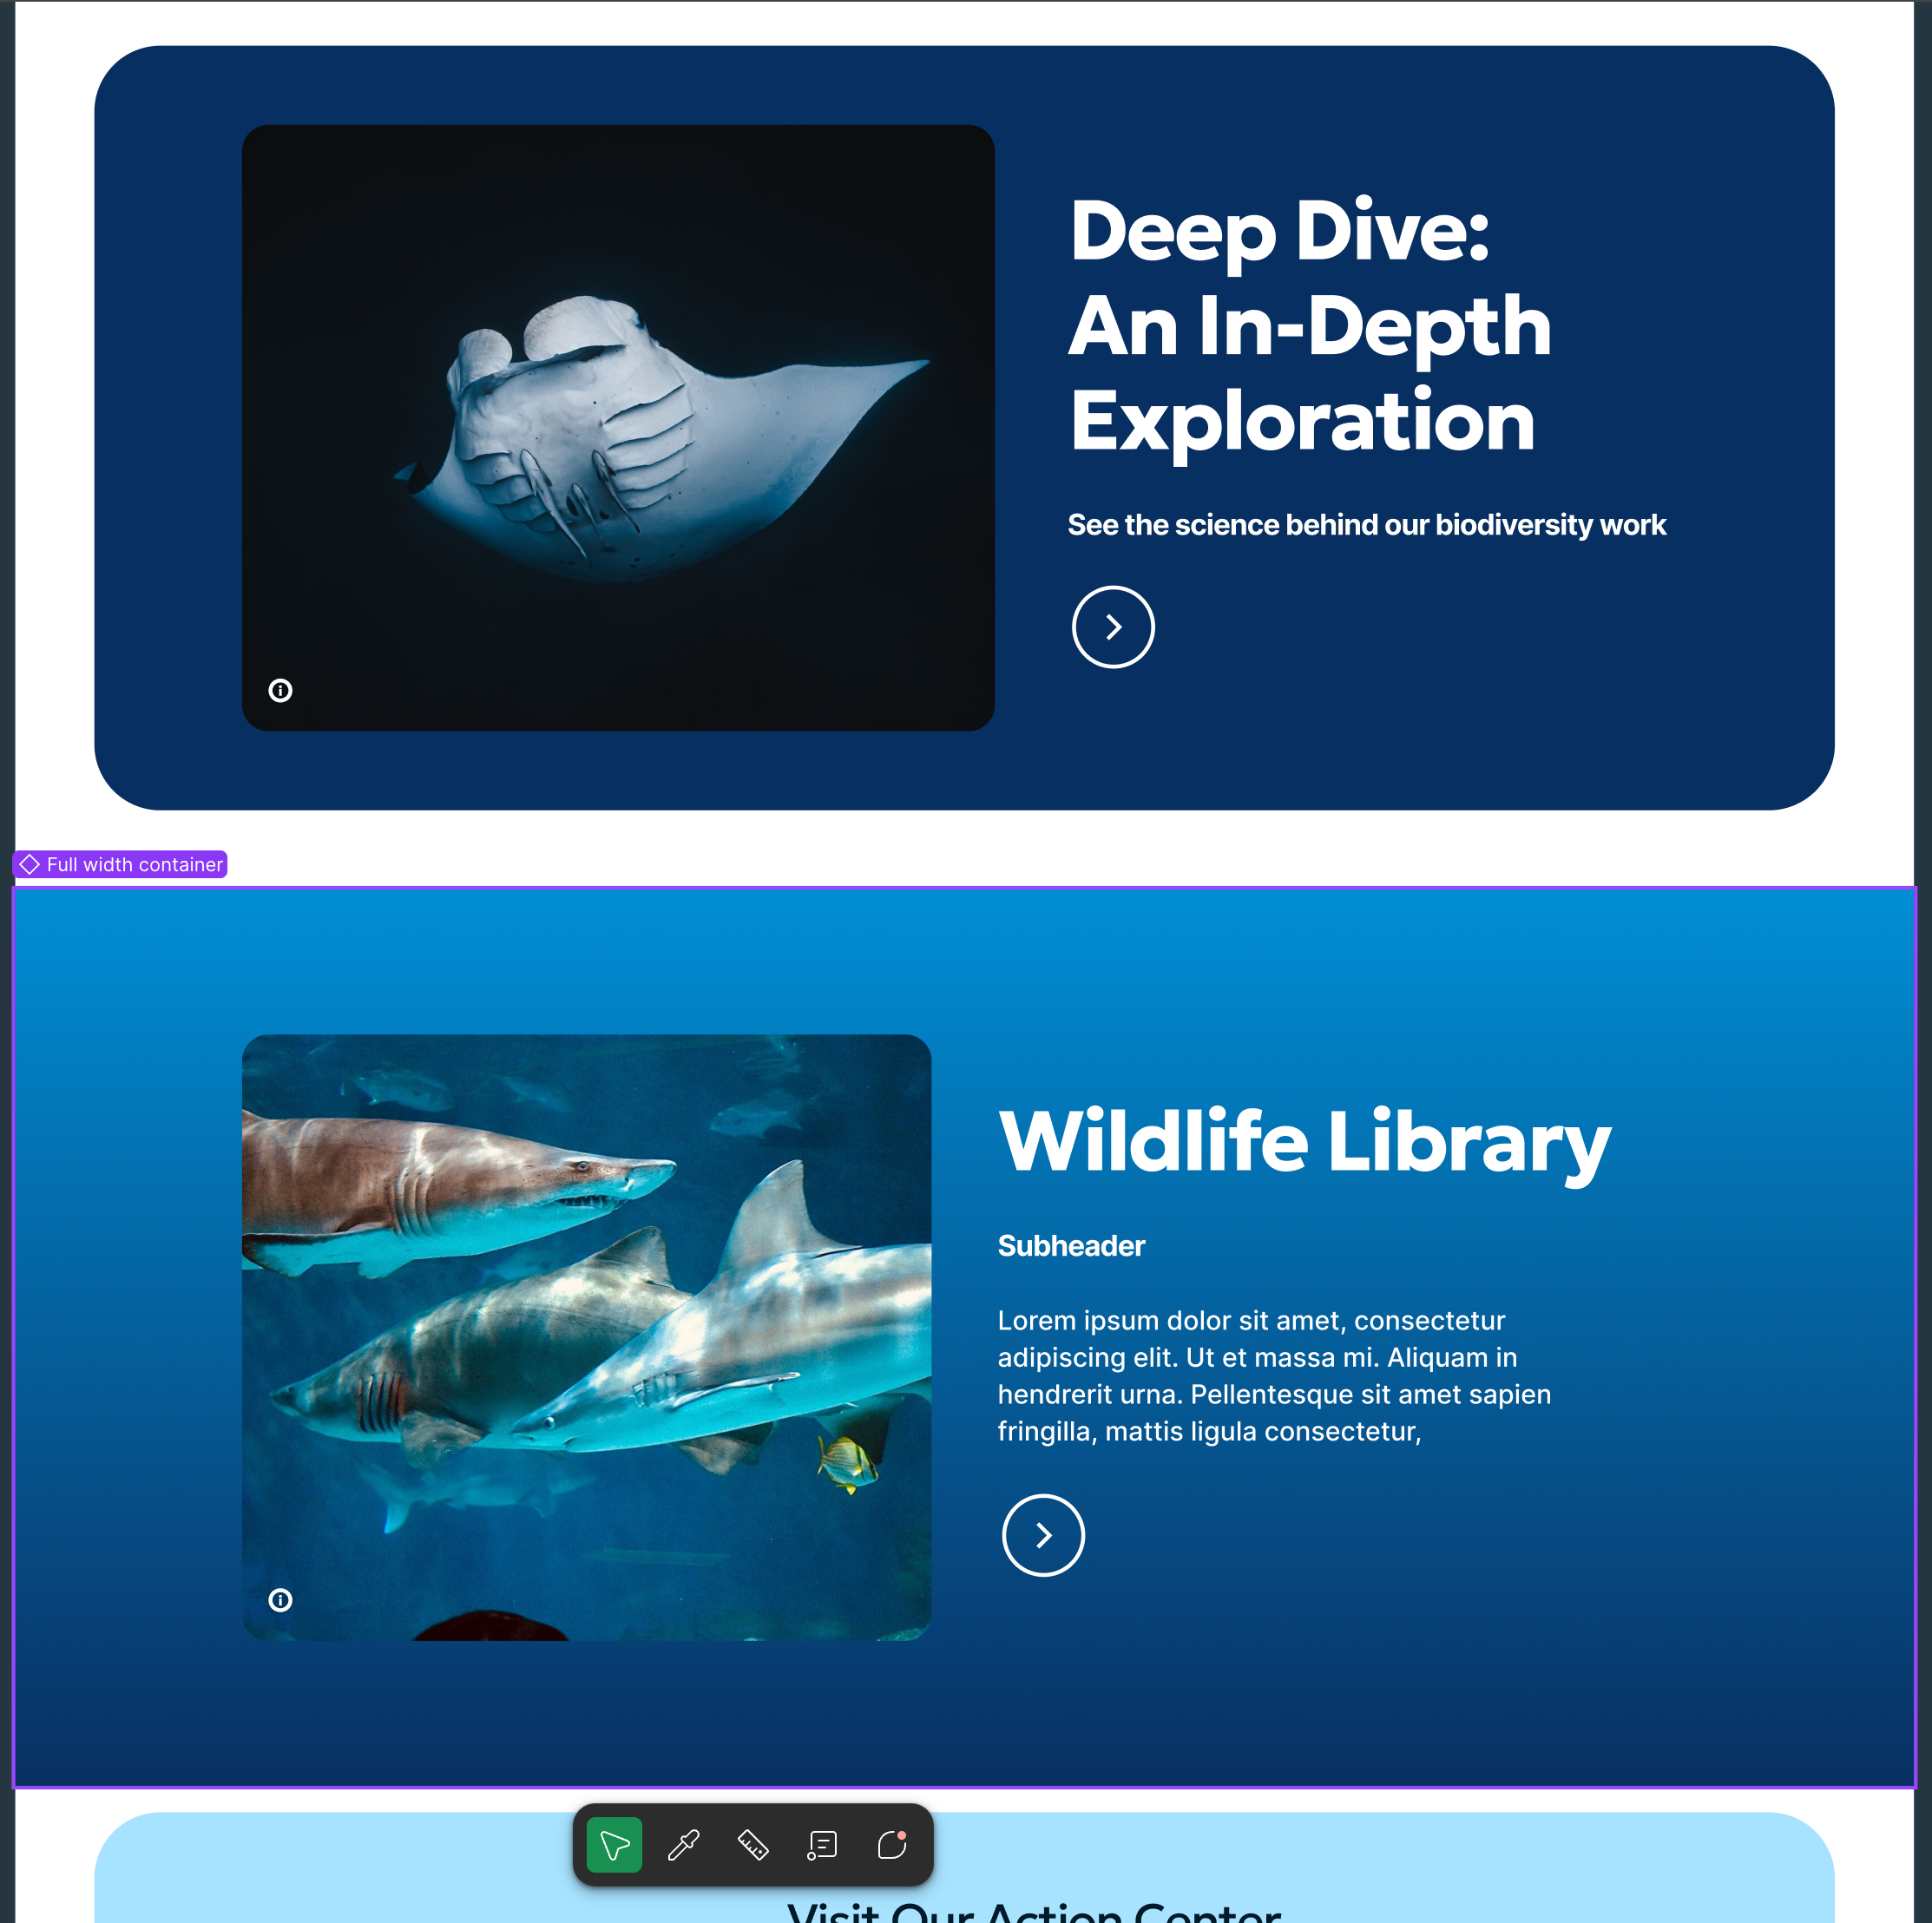 Deep Dive:
An In-Depth
Exploration
See the science behind our biodiversity work
Full width container
Wildlife Library
Subheader
Lorem ipsum dolor sit amet, consectetur
adipiscing elit. Ut et massa mi. Aliquam in
hendrerit urna. Pellentesque sit amet sapien
fringilla, mattis ligula consectetur,
Visit Our Action Center